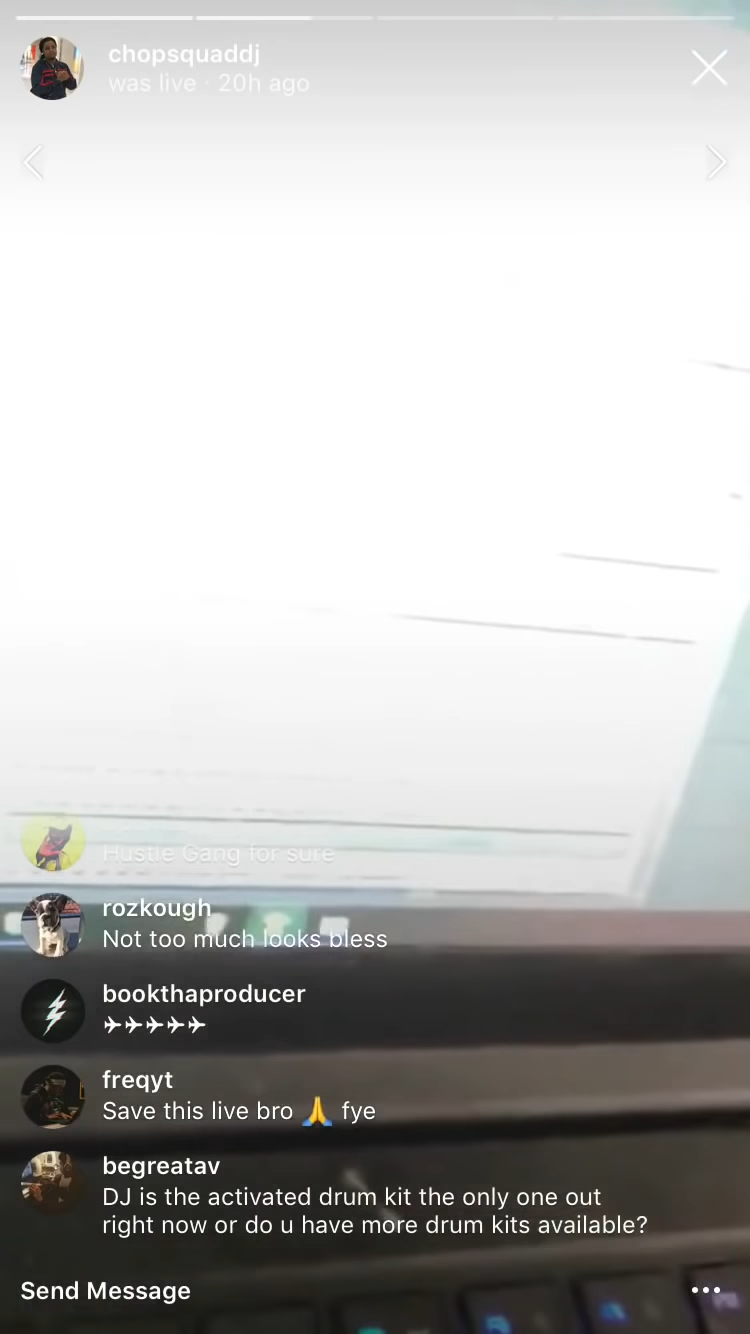 chopsquaddj
was live · 20h ago
Hustle Gang for sure
rozkough
Not too much looks bless
bookthaproducer
✈✈✈✈✈
freqyt
Save this live bro 🙏 fye
begreatav
DJ is the activated drum kit the only one out
right now or do u have more drum kits available?
Send Message